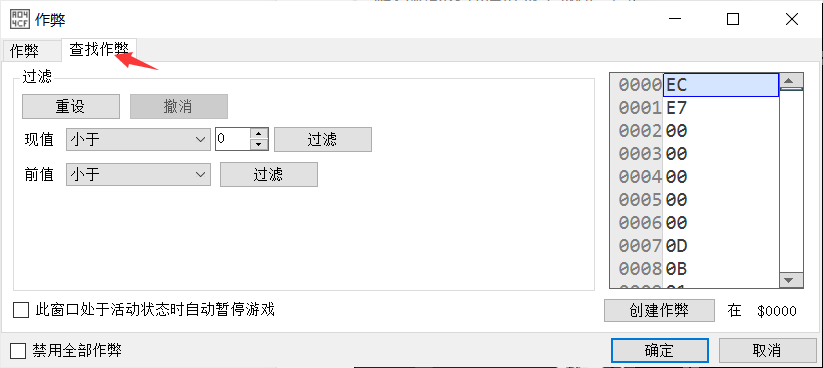 作弊
作弊 查找作弊
过滤
重设 撤消
现值 小于 0 过滤
前值 小于 过滤
0000 EC
0001 E7
0002 00
0003 00
0004 00
0005 00
0006 00
0007 0D
0008 0B
此窗口处于活动状态时自动暂停游戏
创建作弊 在 $0000
禁用全部作弊
确定 取消